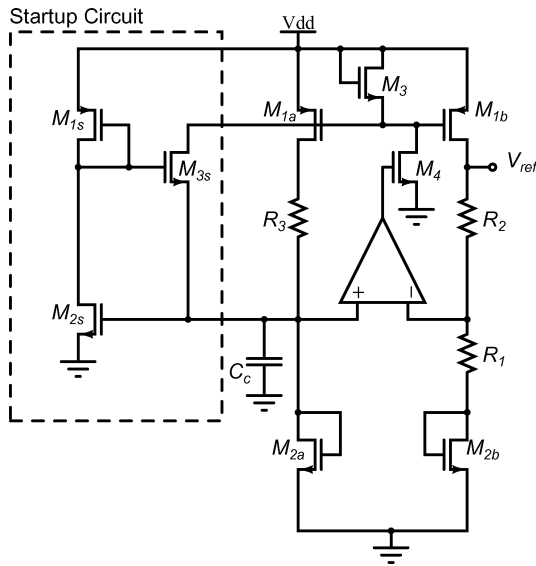 Startup Circuit
Vdd
M3
M1s
M1a
M1b
M3s
M4
Vref
R3
R2
+
–
M2s
R1
Cc
M2a
M2b